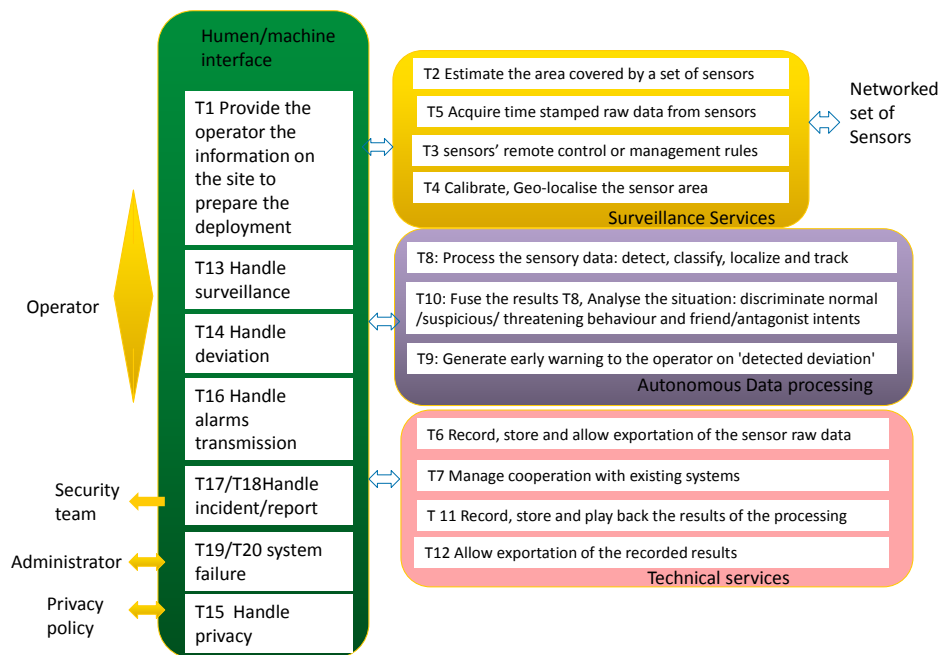 Humen/machine
interface
T1 Provide the
operator the
information on
the site to
prepare the
deployment
T13 Handle
surveillance
T14 Handle
deviation
T16 Handle
alarms
transmission
T17/T18Handle
incident/report
T19/T20 system
failure
T15 Handle
privacy
Operator
Security
team
Administrator
Privacy
policy
T2 Estimate the area covered by a set of sensors
T5 Acquire time stamped raw data from sensors
T3 sensors’ remote control or management rules
T4 Calibrate, Geo-localise the sensor area
Surveillance Services
Networked
set of
Sensors
T8: Process the sensory data: detect, classify, localize and track
T10: Fuse the results T8, Analyse the situation: discriminate normal
/suspicious/ threatening behaviour and friend/antagonist intents
T9: Generate early warning to the operator on 'detected deviation'
Autonomous Data processing
T6 Record, store and allow exportation of the sensor raw data
T7 Manage cooperation with existing systems
T 11 Record, store and play back the results of the processing
T12 Allow exportation of the recorded results
Technical services